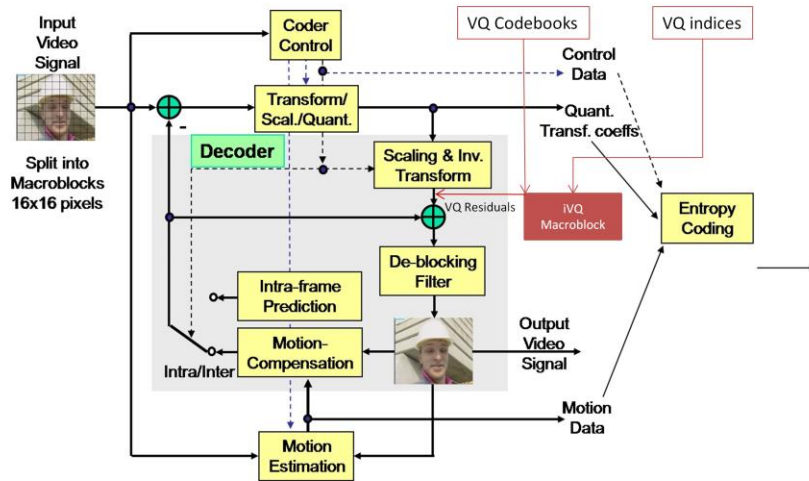 Input
Video
Signal
Split into
Macroblocks
16x16 pixels
Coder
Control
VQ Codebooks
VQ indices
Control
Data
Transform/
Scal./Quant.
-
Quant.
Transf. coeffs
Decoder
Scaling & Inv.
Transform
VQ Residuals
iVQ
Macroblock
Entropy
Coding
De-blocking
Filter
Intra-frame
Prediction
Motion-
Compensation
Intra/Inter
Output
Video
Signal
Motion
Data
Motion
Estimation